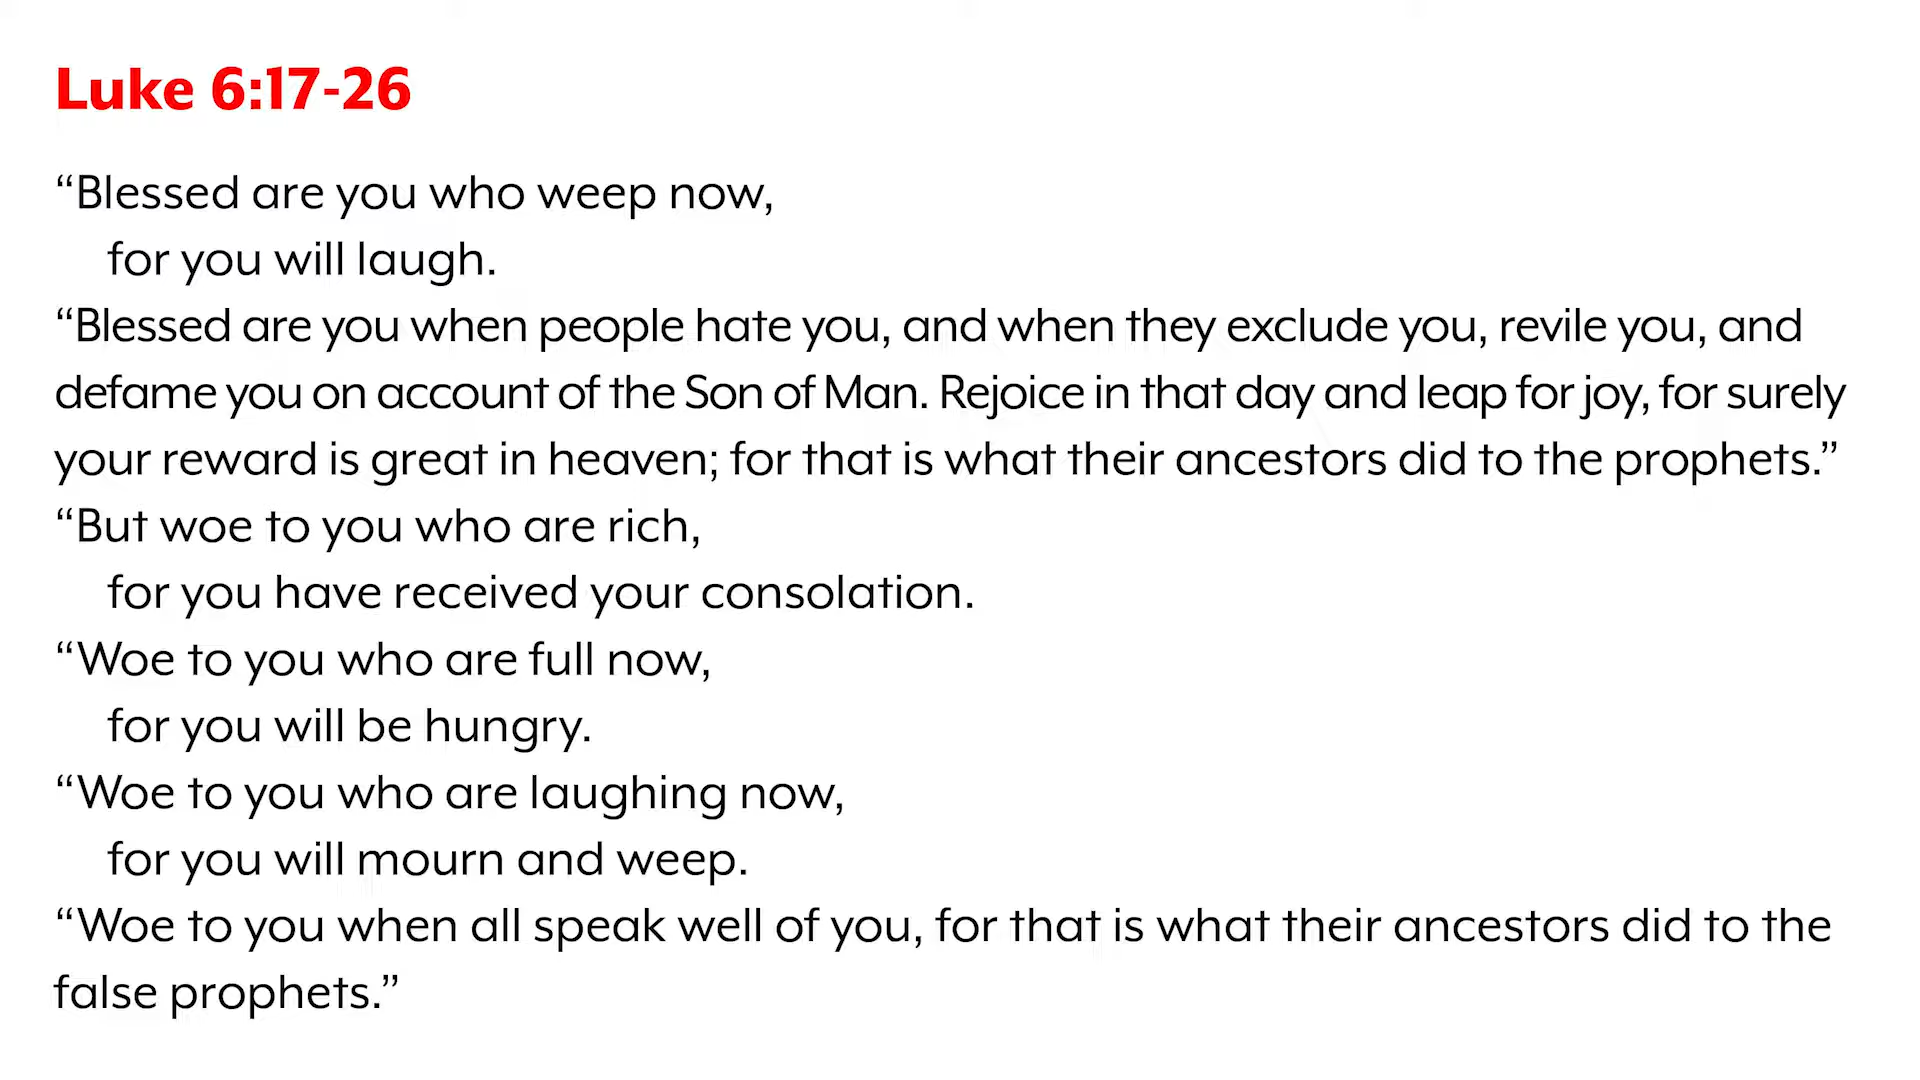 Luke 6:17-26
“Blessed are you who weep now,
for you will laugh.
“Blessed are you when people hate you, and when they exclude you, revile you, and
defame you on account of the Son of Man. Rejoice in that day and leap for joy, for surely
your reward is great in heaven; for that is what their ancestors did to the prophets.”
“But woe to you who are rich,
for you have received your consolation.
“Woe to you who are full now,
for you will be hungry.
“Woe to you who are laughing now,
for you will mourn and weep.
“Woe to you when all speak well of you, for that is what their ancestors did to the
false prophets.”